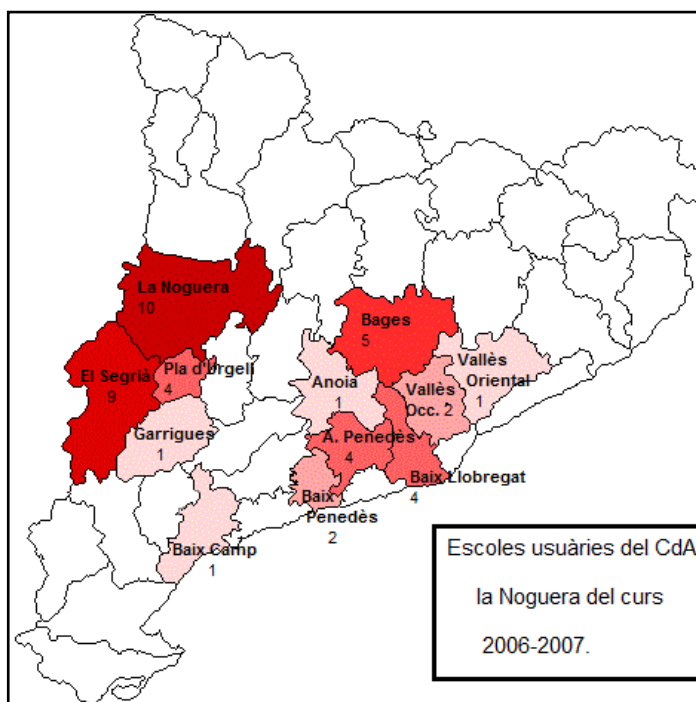 La Noguera
10
Bages
5
El Segrià
9
Pla d'Urgell
4
Anoia
1
Vallès
Oriental
1
Vallès
Occ. 2
Garrigues
1
A. Penedès
4
Baix Llobregat
4
Baix
Penedès
2
Baix Camp
1
Escoles usuàries del CdA
la Noguera del curs
2006-2007.